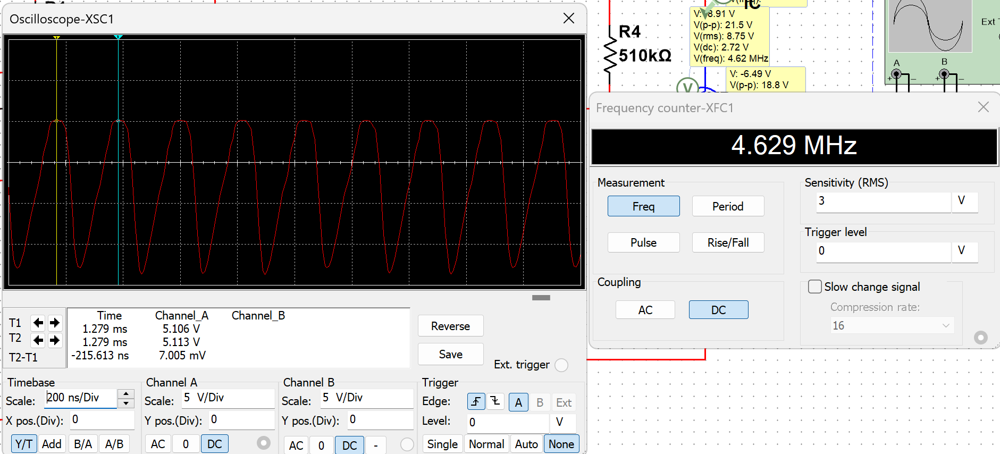 Oscilloscope-XSC1
Time Channel_A Channel_B
T1 1.279 ms 5.106 V
T2 1.279 ms 5.113 V
T2-T1 -215.613 ns 7.005 mV
Reverse
Save
Ext. trigger
Timebase
Scale: 200 ns/Div
X pos.(Div): 0
Y/T Add B/A A/B
Channel A
Scale: 5 V/Div
Y pos.(Div): 0
AC 0 DC
Channel B
Scale: 5 V/Div
Y pos.(Div): 0
AC 0 DC -
Trigger
Edge: A B Ext
Level: 0 V
Single Normal Auto None
R4
510kΩ
V(p-p): 21.5 V
V(rms): 8.75 V
V(dc): 2.72 V
V(freq): 4.62 MHz
V: -6.49 V
V(p-p): 18.8 V
V
IC
Ext
A B
+ – + –
Frequency counter-XFC1
4.629 MHz
Measurement
Freq Period
Pulse Rise/Fall
Coupling
AC DC
Sensitivity (RMS)
3 V
Trigger level
0 V
Slow change signal
Compression rate:
16